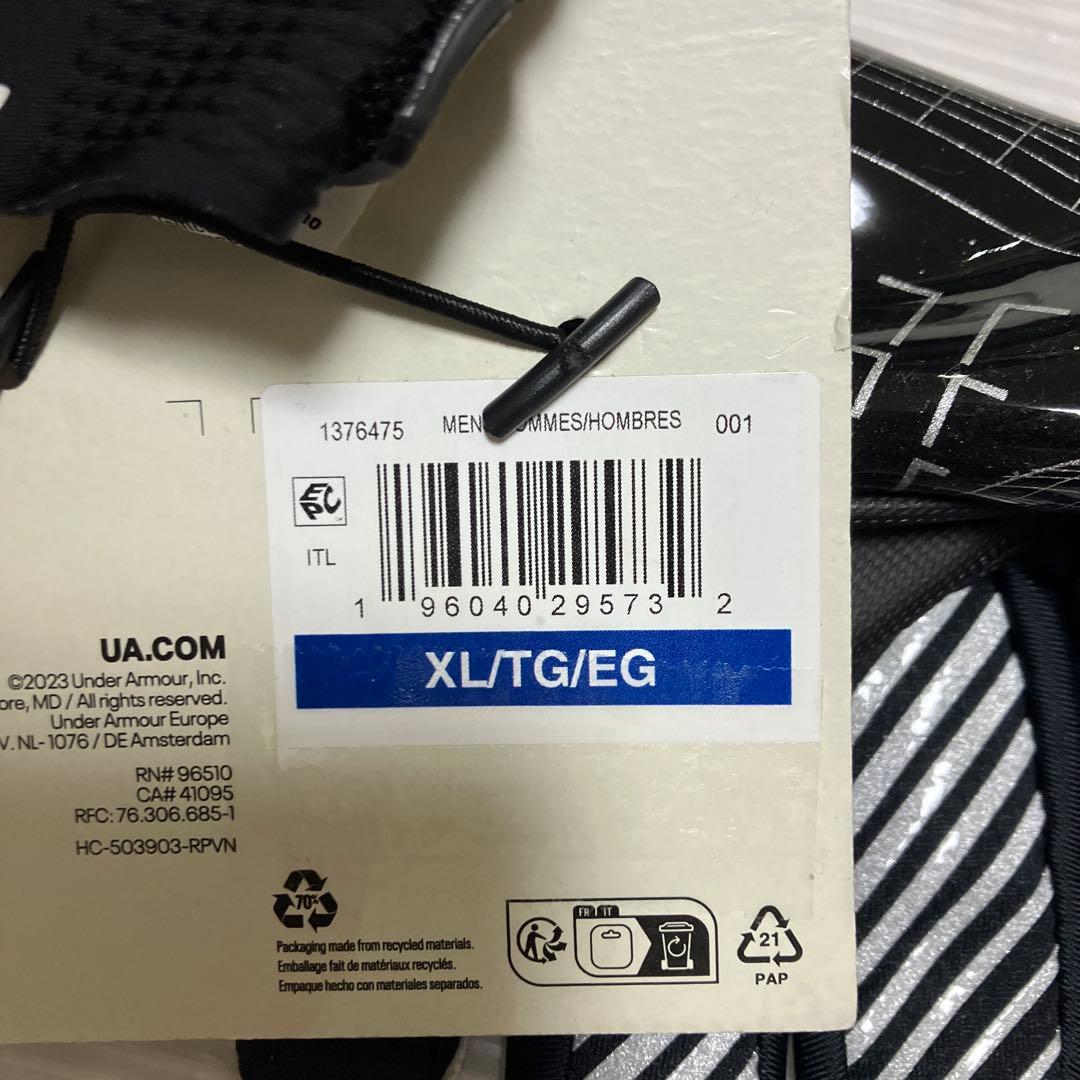 10
1376475 MEN OMMES/HOMBRES 001
EPC
ITL
1 96040 29573 2
XL/TG/EG
UA.COM
©2023 Under Armour, Inc.
ore, MD / All rights reserved.
Under Armour Europe
V. NL-1076 / DE Amsterdam
RN# 96510
CA# 41095
RFC: 76.306.685-1
HC-503903-RPVN
70%
Packaging made from recycled materials.
Emballage fait de matériaux recyclés.
Empaque hecho con materiales separados.
FR IT
21
PAP